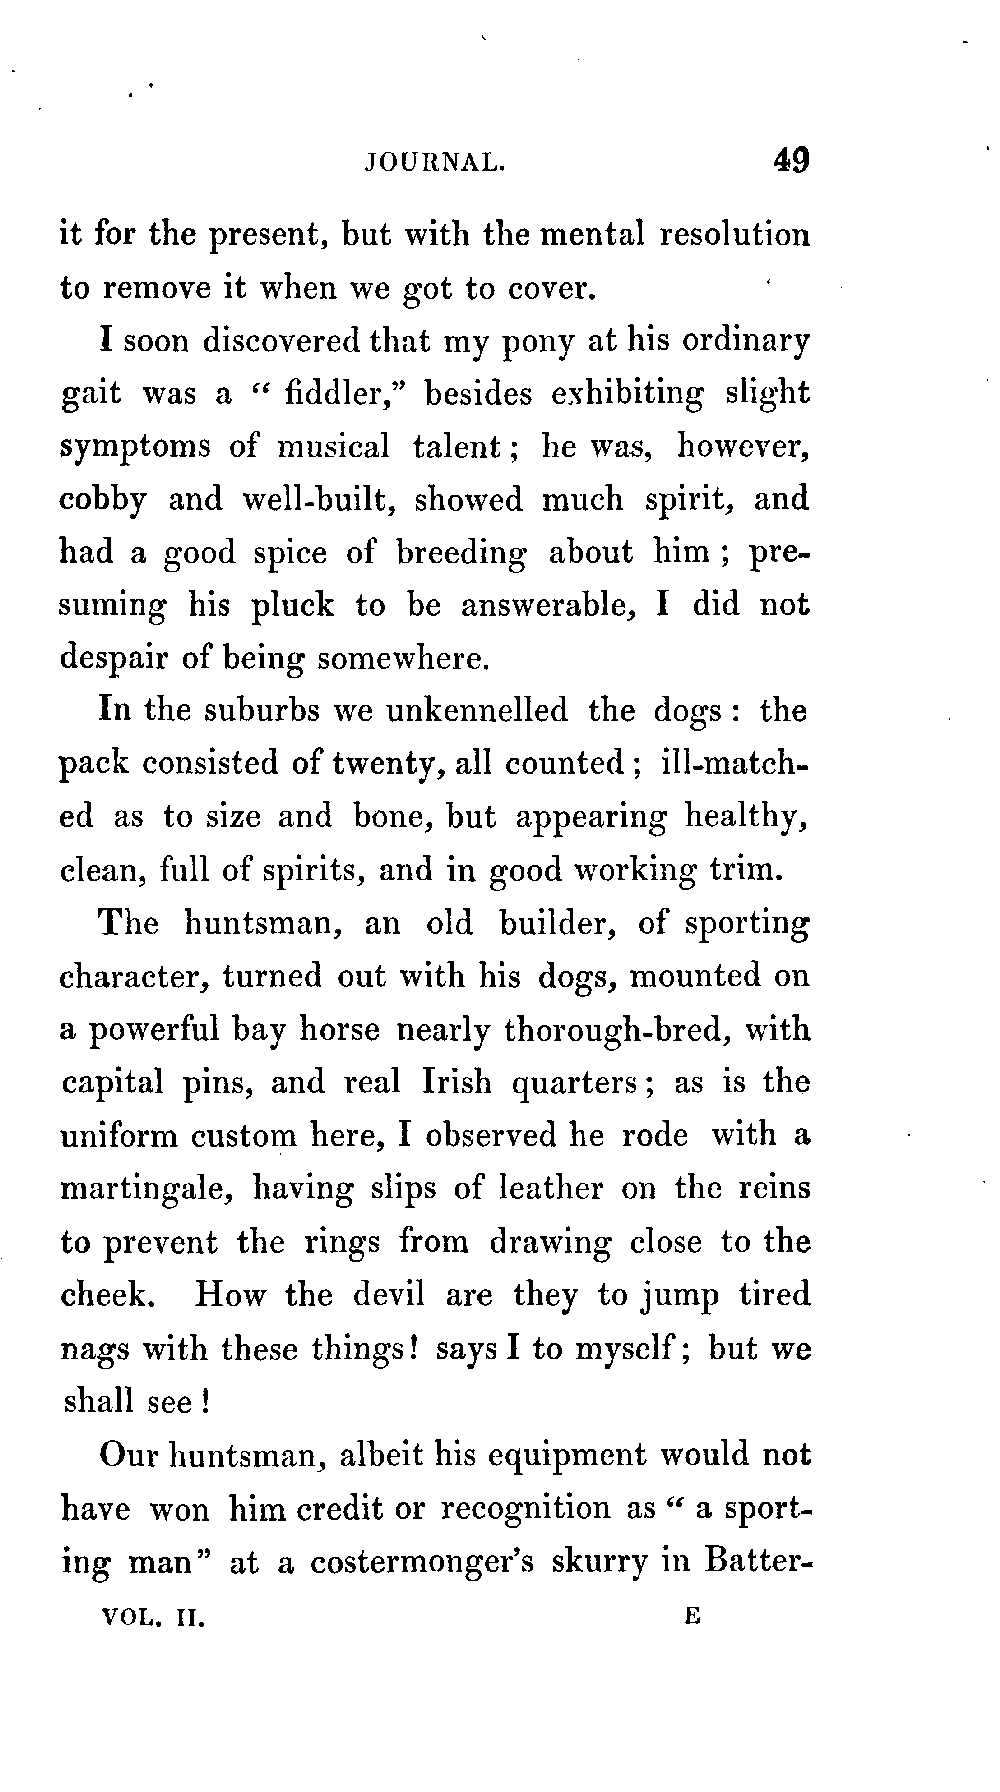 JOURNAL. 49
it for the present, but with the mental resolution
to remove it when we got to cover.
I soon discovered that my pony at his ordinary
gait was a “ fiddler,” besides exhibiting slight
symptoms of musical talent ; he was, however,
cobby and well-built, showed much spirit, and
had a good spice of breeding about him ; pre-
suming his pluck to be answerable, I did not
despair of being somewhere.
In the suburbs we unkennelled the dogs : the
pack consisted of twenty, all counted ; ill-match-
ed as to size and bone, but appearing healthy,
clean, full of spirits, and in good working trim.
The huntsman, an old builder, of sporting
character, turned out with his dogs, mounted on
a powerful bay horse nearly thorough-bred, with
capital pins, and real Irish quarters ; as is the
uniform custom here, I observed he rode with a
martingale, having slips of leather on the reins
to prevent the rings from drawing close to the
cheek. How the devil are they to jump tired
nags with these things! says I to myself ; but we
shall see !
Our huntsman, albeit his equipment would not
have won him credit or recognition as “ a sport-
ing man” at a costermonger’s skurry in Batter-
VOL. II. E